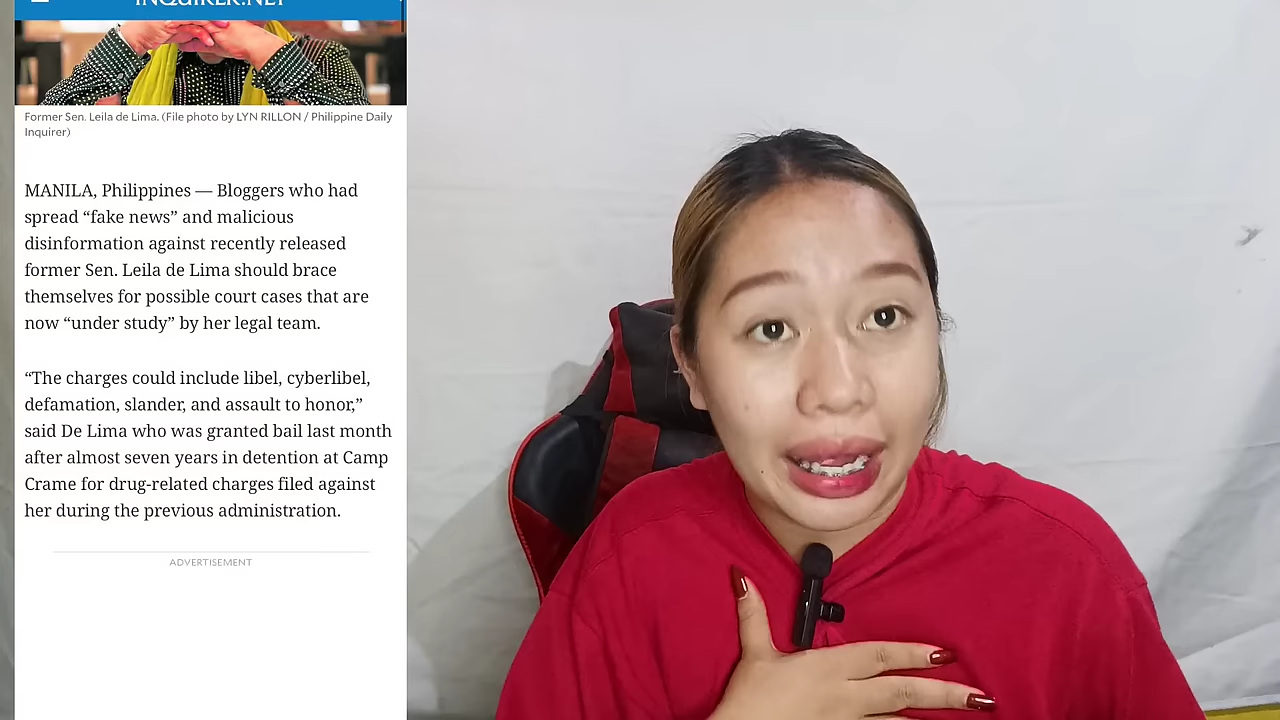 INQUIRER.NET
Former Sen. Leila de Lima. (File photo by LYN RILLON / Philippine Daily
Inquirer)
MANILA, Philippines — Bloggers who had
spread “fake news” and malicious
disinformation against recently released
former Sen. Leila de Lima should brace
themselves for possible court cases that are
now “under study” by her legal team.
“The charges could include libel, cyberlibel,
defamation, slander, and assault to honor,”
said De Lima who was granted bail last month
after almost seven years in detention at Camp
Crame for drug-related charges filed against
her during the previous administration.
ADVERTISEMENT